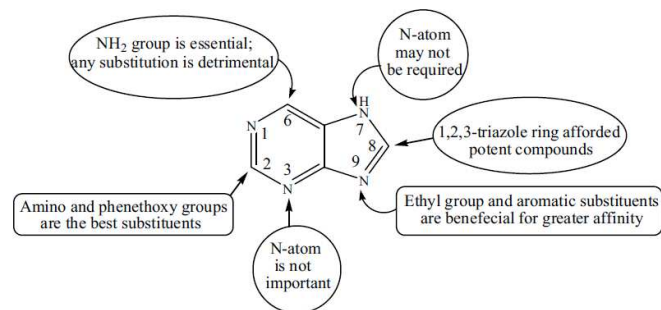 NH2 group is essential;
any substitution is detrimental
N-atom
may not
be required
H
N
7
6
N
1
2
3
N
8
9
N
1,2,3-triazole ring afforded
potent compounds
Amino and phenethoxy groups
are the best substituents
Ethyl group and aromatic substituents
are benefecial for greater affinity
N-atom
is not
important